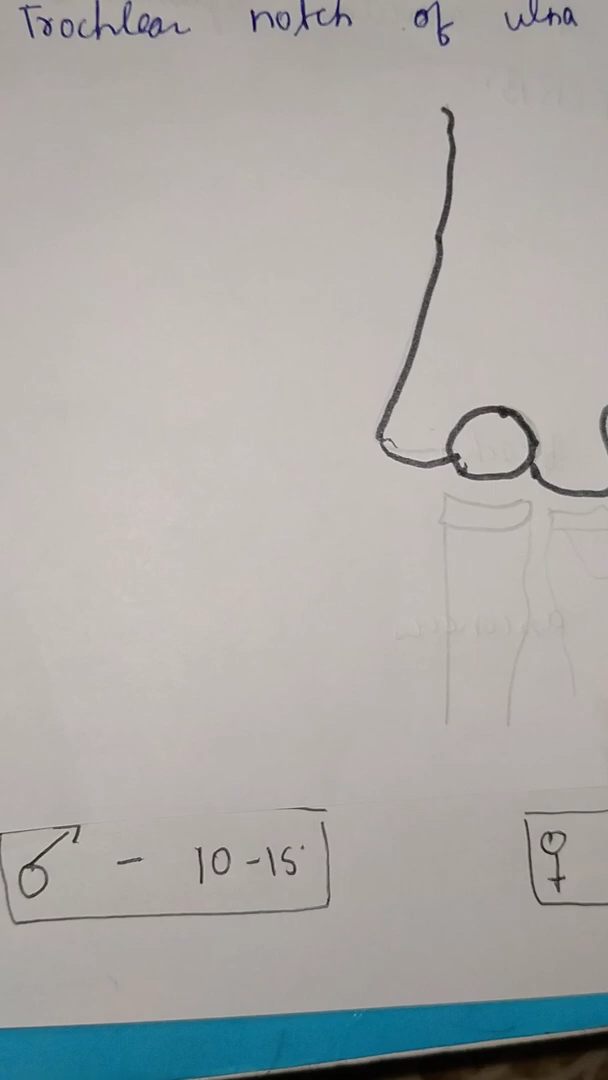 Trochlear notch of ulna
♂ - 10-15°
♀